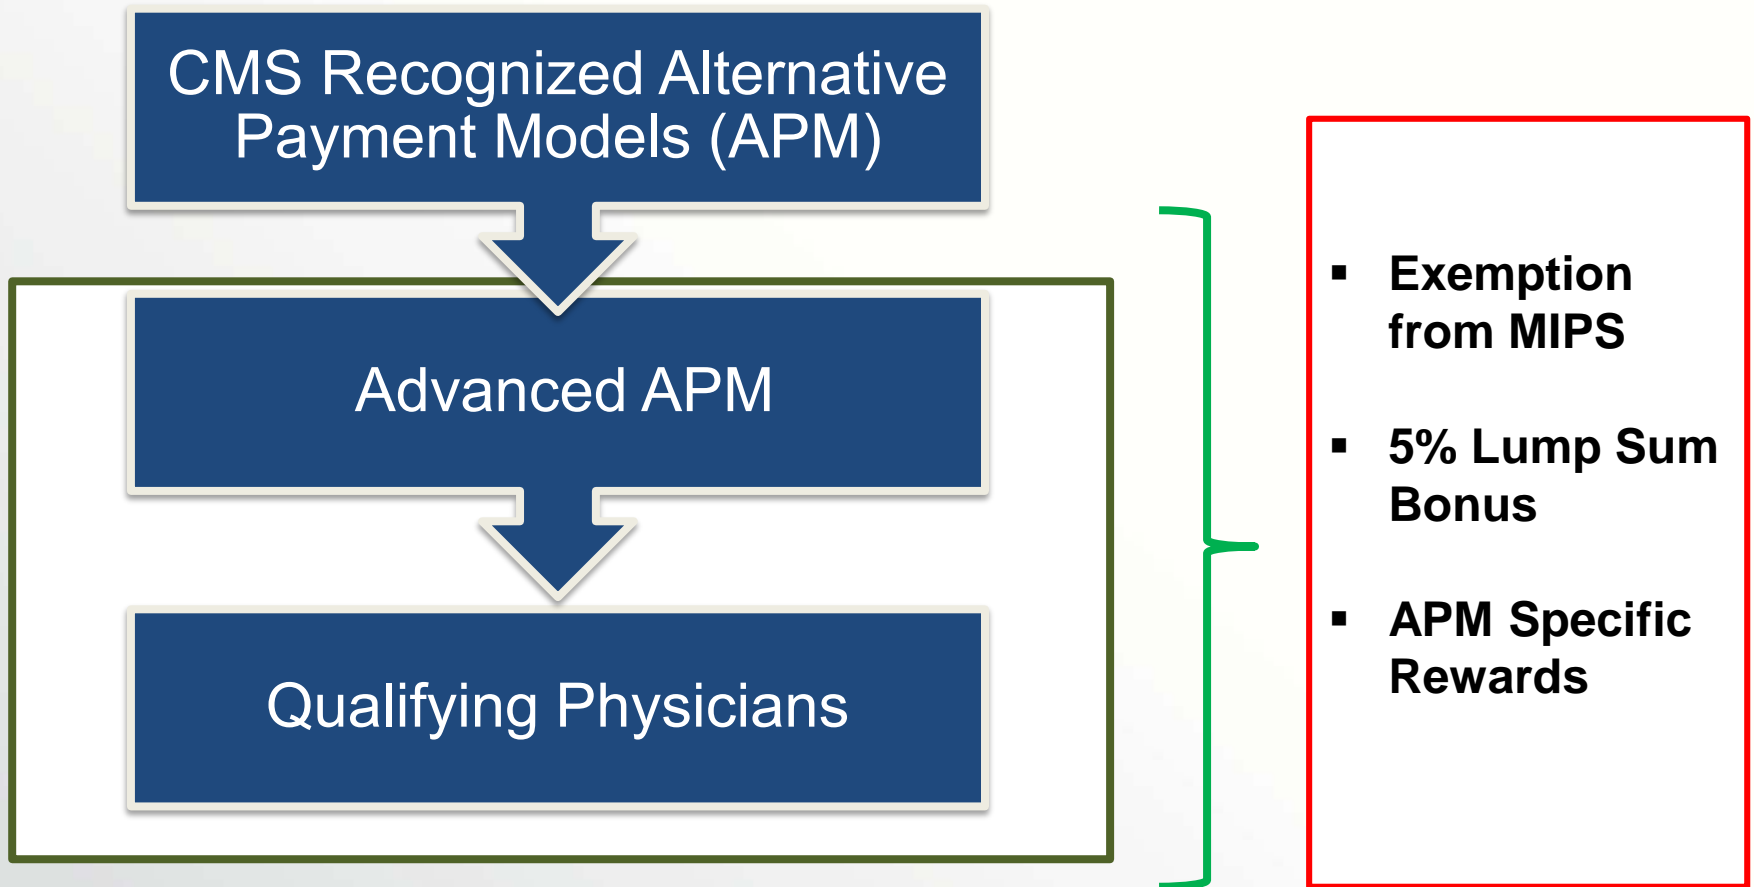 CMS Recognized Alternative
Payment Models (APM)
Advanced APM
Qualifying Physicians
▪ Exemption
from MIPS
▪ 5% Lump Sum
Bonus
▪ APM Specific
Rewards